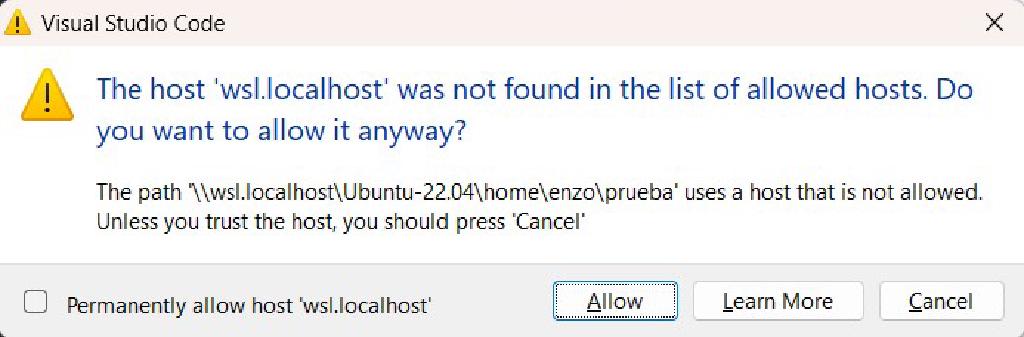 Visual Studio Code
The host 'wsl.localhost' was not found in the list of allowed hosts. Do
you want to allow it anyway?
The path '\\wsl.localhost\Ubuntu-22.04\home\enzo\prueba' uses a host that is not allowed.
Unless you trust the host, you should press 'Cancel'
Permanently allow host 'wsl.localhost'
Allow
Learn More
Cancel